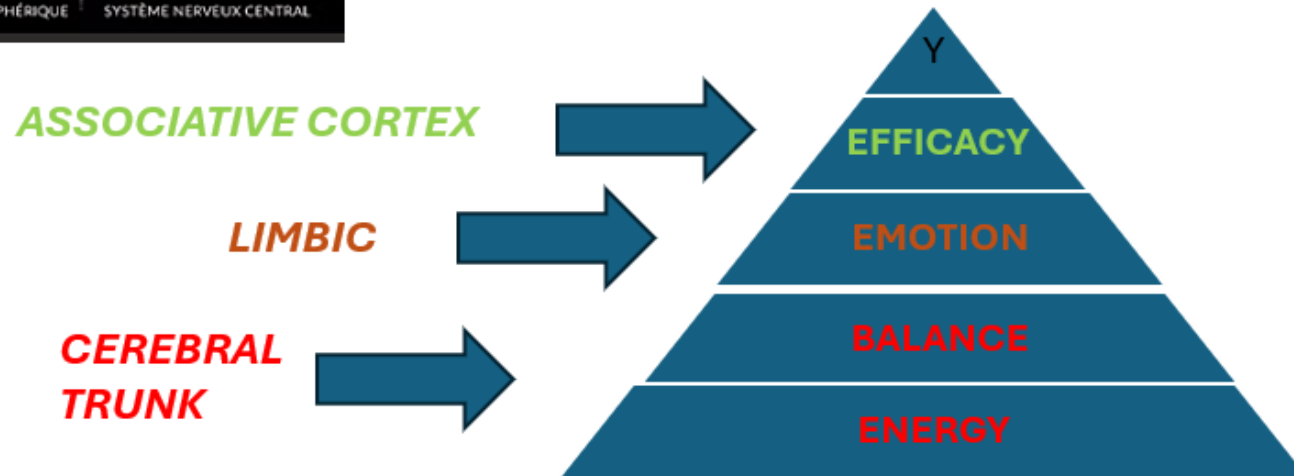 PHÉRIQUE SYSTÈME NERVEUX CENTRAL
Y
ASSOCIATIVE CORTEX
EFFICACY
LIMBIC
EMOTION
CEREBRAL
TRUNK
BALANCE
ENERGY